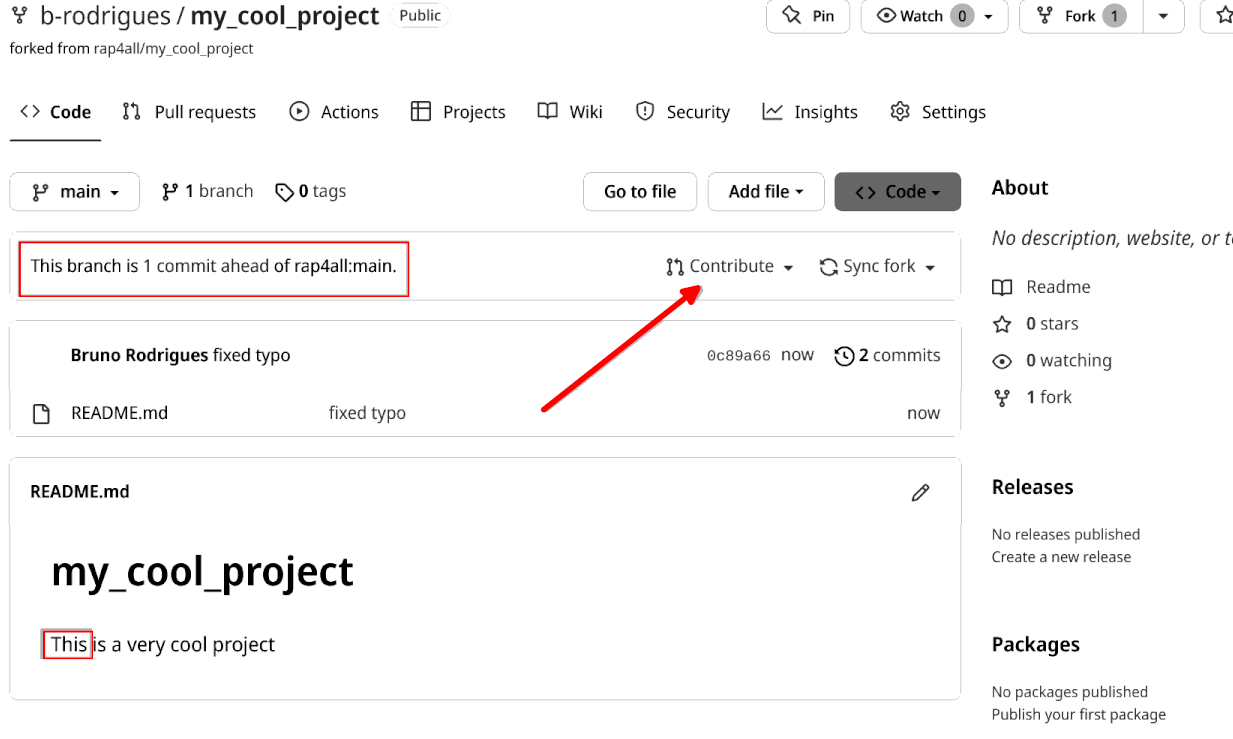 b-rodrigues / my_cool_project Public Pin Watch 0 Fork 1
forked from rap4all/my_cool_project
Code Pull requests Actions Projects Wiki Security Insights Settings
main 1 branch 0 tags Go to file Add file Code
About
This branch is 1 commit ahead of rap4all:main. Contribute Sync fork
No description, website, or
Readme
0 stars
0 watching
1 fork
Bruno Rodrigues fixed typo 0c89a66 now 2 commits
README.md fixed typo now
README.md
my_cool_project
This is a very cool project
Releases
No releases published
Create a new release
Packages
No packages published
Publish your first package